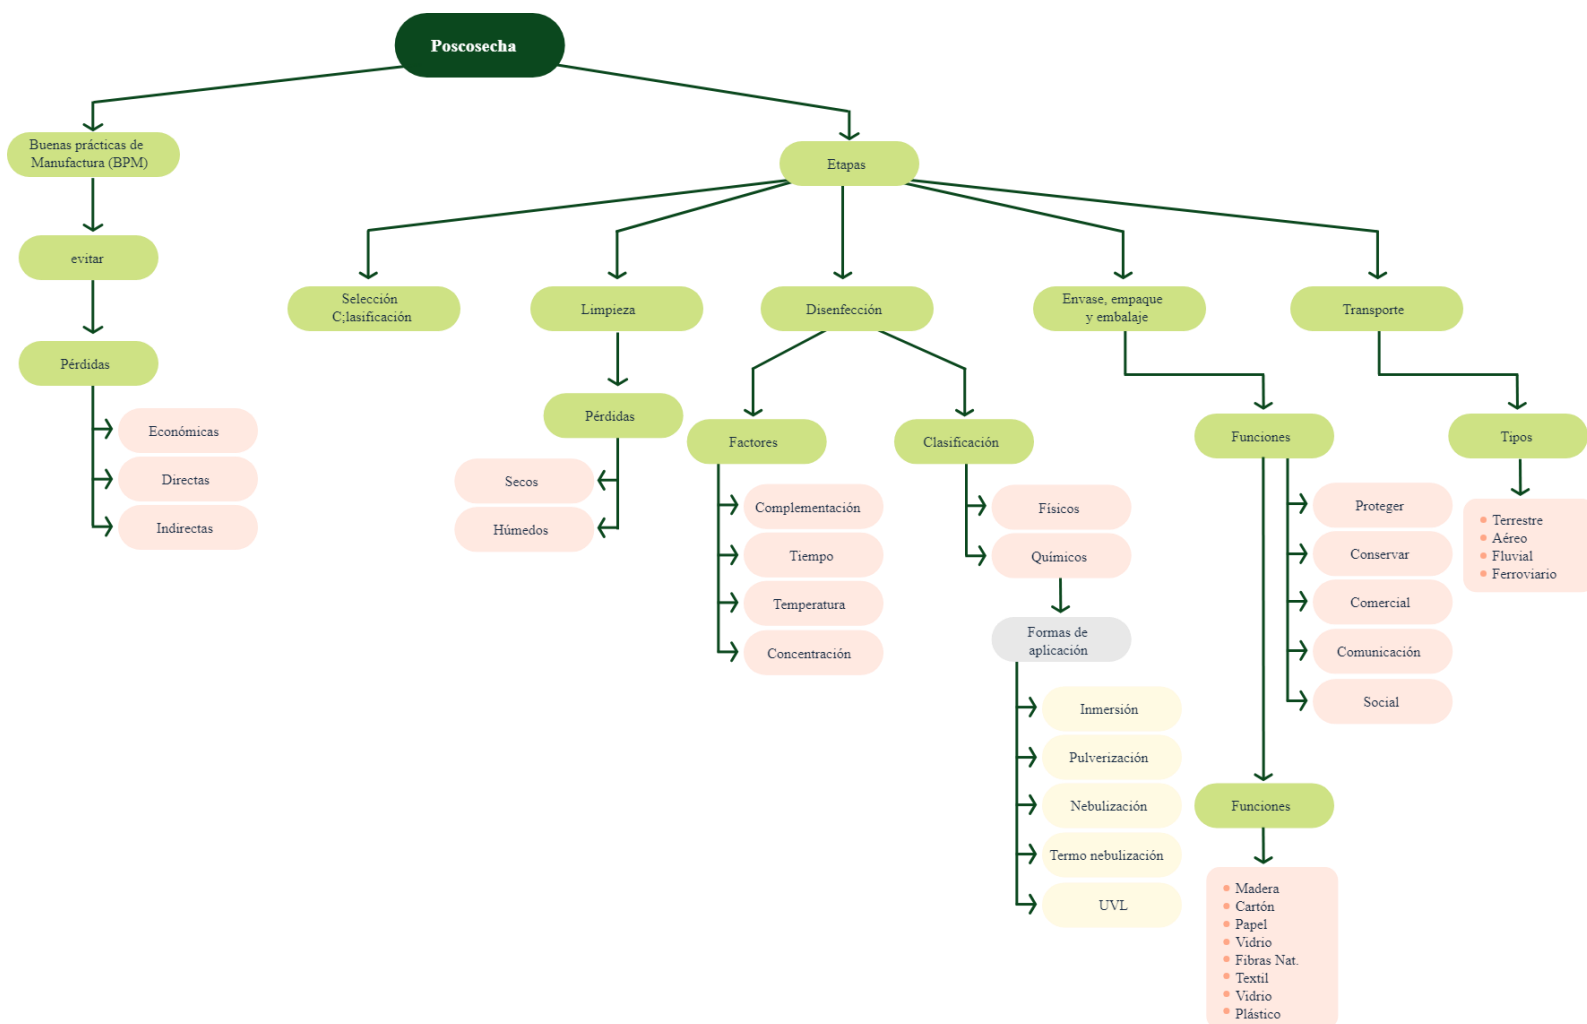 Poscosecha
Buenas prácticas de
Manufactura (BPM)
evitar
Pérdidas
Económicas
Directas
Indirectas
Etapas
Selección
C;lasificación
Limpieza
Pérdidas
Secos
Húmedos
Disenfección
Factores
Complementación
Tiempo
Temperatura
Concentración
Clasificación
Físicos
Químicos
Formas de
aplicación
Inmersión
Pulverización
Nebulización
Termo nebulización
UVL
Envase, empaque
y embalaje
Funciones
Proteger
Conservar
Comercial
Comunicación
Social
Funciones
Madera
Cartón
Papel
Vidrio
Fibras Nat.
Textil
Vidrio
Plástico
Transporte
Tipos
Terrestre
Aéreo
Fluvial
Ferroviario